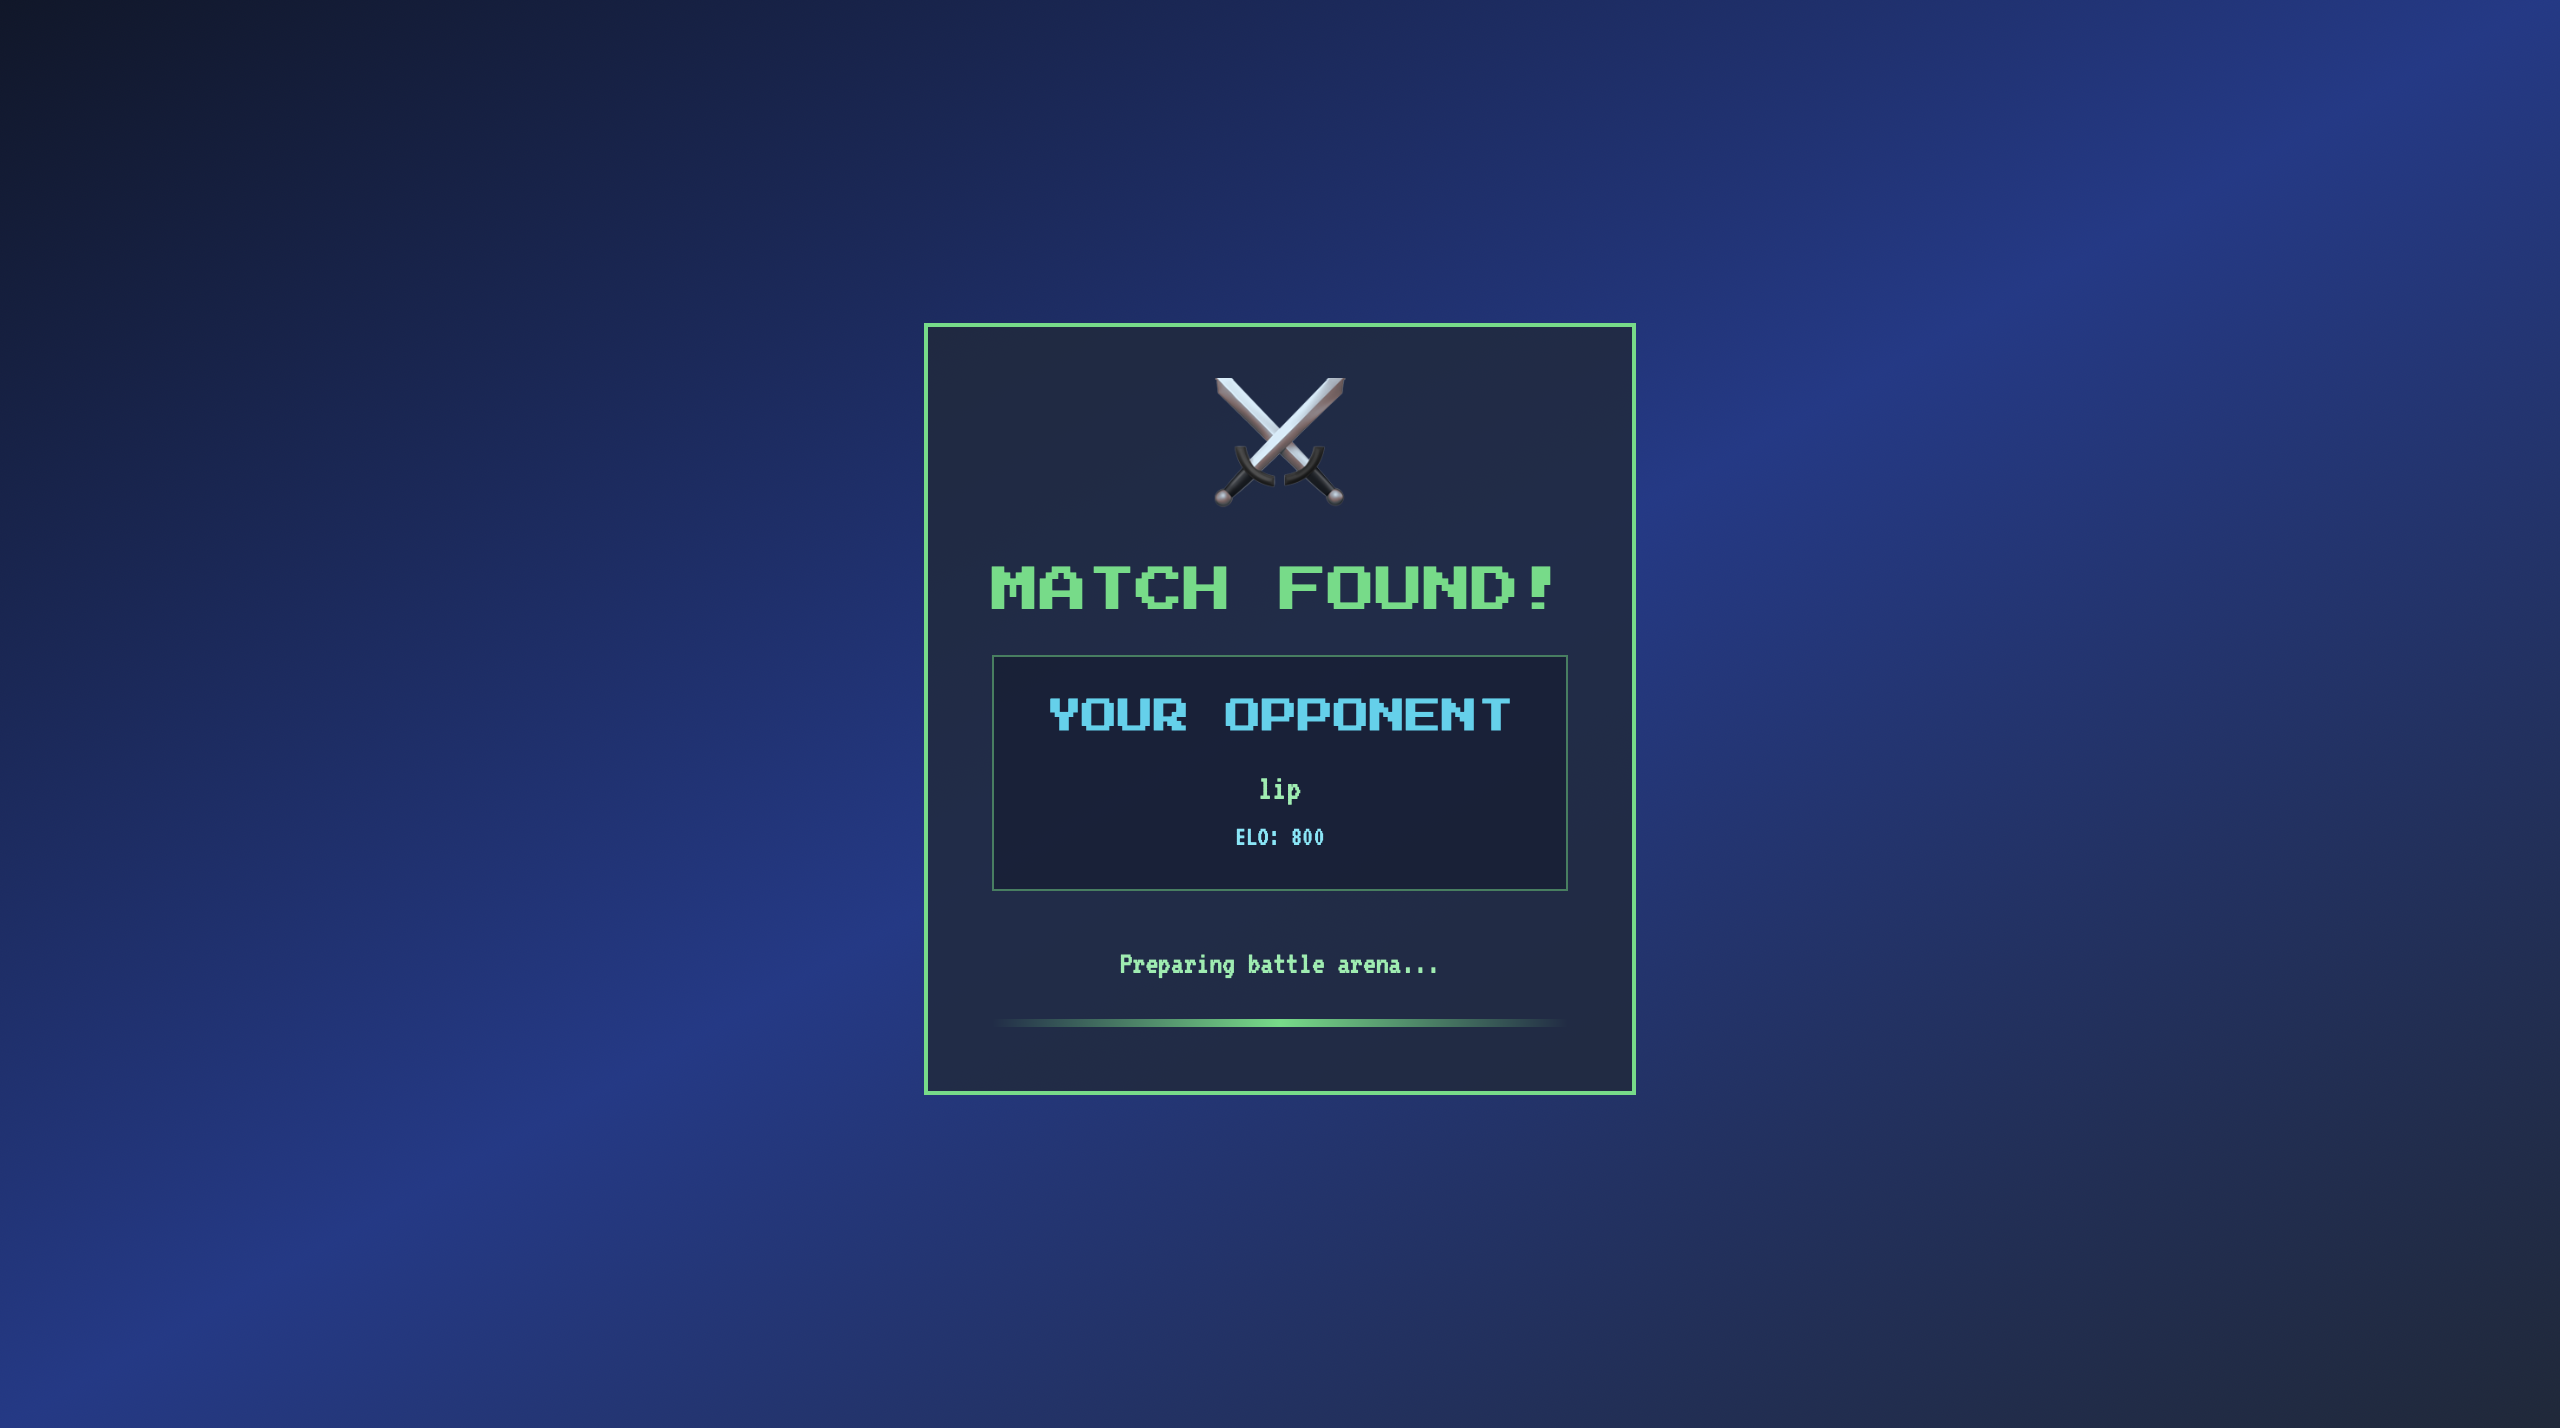 MATCH FOUND!
YOUR OPPONENT
lip
ELO: 800
Preparing battle arena...